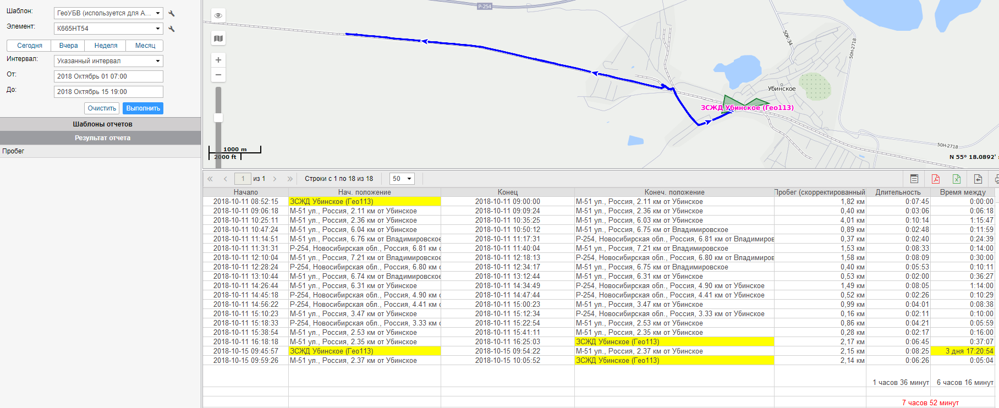 Шаблон:
ГеоУБВ (используется для А...
Элемент:
К665НТ54
Сегодня Вчера Неделя Месяц
Интервал:
Указанный интервал
От:
2018 Октябрь 01 07:00
До:
2018 Октябрь 15 19:00
Очистить Выполнить
Шаблоны отчетов
Результат отчета
Пробег
Р-254
50К-34
50Н-2718
Убинское
ЗСЖД Убинское (Гео113)
50Н-2718
1000 m
2000 ft
N 55° 18.0892'
1 из 1 Строки с 1 по 18 из 18 50
Начало Нач. положение Конец Конеч. положение Пробег (скорректированный Длительность Время между
2018-10-11 08:52:15 ЗСЖД Убинское (Гео113) 2018-10-11 09:00:00 М-51 ул., Россия, 2.11 км от Убинское 1,82 км 0:07:45 0:00:00
2018-10-11 09:06:18 М-51 ул., Россия, 2.11 км от Убинское 2018-10-11 09:09:24 М-51 ул., Россия, 2.36 км от Убинское 0,40 км 0:03:06 0:06:18
2018-10-11 10:25:11 М-51 ул., Россия, 2.36 км от Убинское 2018-10-11 10:35:25 М-51 ул., Россия, 6.03 км от Убинское 4,01 км 0:10:14 1:15:47
2018-10-11 10:47:24 М-51 ул., Россия, 6.04 км от Убинское 2018-10-11 10:50:12 М-51 ул., Россия, 6.75 км от Владимировское 0,89 км 0:02:48 0:11:59
2018-10-11 11:14:51 М-51 ул., Россия, 6.76 км от Владимировское 2018-10-11 11:17:31 Р-254, Новосибирская обл., Россия, 6.81 км от Владимиров 0,37 км 0:02:40 0:24:39
2018-10-11 11:31:31 Р-254, Новосибирская обл., Россия, 6.81 км с 2018-10-11 11:40:04 М-51 ул., Россия, 7.21 км от Владимировское 1,53 км 0:08:33 0:14:00
2018-10-11 12:10:04 М-51 ул., Россия, 7.21 км от Владимировское 2018-10-11 12:18:13 Р-254, Новосибирская обл., Россия, 6.80 км от Владимиров 1,58 км 0:08:09 0:30:00
2018-10-11 12:28:24 Р-254, Новосибирская обл., Россия, 6.80 км с 2018-10-11 12:34:17 М-51 ул., Россия, 6.75 км от Владимировское 0,40 км 0:05:53 0:10:11
2018-10-11 13:10:44 М-51 ул., Россия, 6.74 км от Владимировское 2018-10-11 13:12:44 М-51 ул., Россия, 6.31 км от Убинское 0,53 км 0:02:00 0:36:27
2018-10-11 14:26:44 М-51 ул., Россия, 6.31 км от Убинское 2018-10-11 14:34:49 Р-254, Новосибирская обл., Россия, 4.90 км от Убинское 1,49 км 0:08:05 1:14:00
2018-10-11 14:45:18 Р-254, Новосибирская обл., Россия, 4.90 км с 2018-10-11 14:47:44 Р-254, Новосибирская обл., Россия, 4.41 км от Убинское 0,52 км 0:02:26 0:10:29
2018-10-11 14:56:22 Р-254, Новосибирская обл., Россия, 4.41 км с 2018-10-11 15:00:23 М-51 ул., Россия, 3.47 км от Убинское 0,99 км 0:04:01 0:08:38
2018-10-11 15:10:23 М-51 ул., Россия, 3.47 км от Убинское 2018-10-11 15:12:34 Р-254, Новосибирская обл., Россия, 3.33 км от Убинское 0,16 км 0:02:11 0:10:00
2018-10-11 15:18:33 Р-254, Новосибирская обл., Россия, 3.33 км с 2018-10-11 15:22:54 М-51 ул., Россия, 2.53 км от Убинское 0,86 км 0:04:21 0:05:59
2018-10-11 15:38:54 М-51 ул., Россия, 2.53 км от Убинское 2018-10-11 15:41:11 М-51 ул., Россия, 2.35 км от Убинское 0,28 км 0:02:17 0:16:00
2018-10-11 16:18:18 М-51 ул., Россия, 2.35 км от Убинское 2018-10-11 16:25:03 ЗСЖД Убинское (Гео113) 2,17 км 0:06:45 0:37:07
2018-10-15 09:45:57 ЗСЖД Убинское (Гео113) 2018-10-15 09:54:22 М-51 ул., Россия, 2.37 км от Убинское 2,15 км 0:08:25 3 дня 17:20:54
2018-10-15 09:59:26 М-51 ул., Россия, 2.37 км от Убинское 2018-10-15 10:05:52 ЗСЖД Убинское (Гео113) 2,14 км 0:06:26 0:05:04
1 часов 36 минут 6 часов 16 минут
7 часов 52 минут